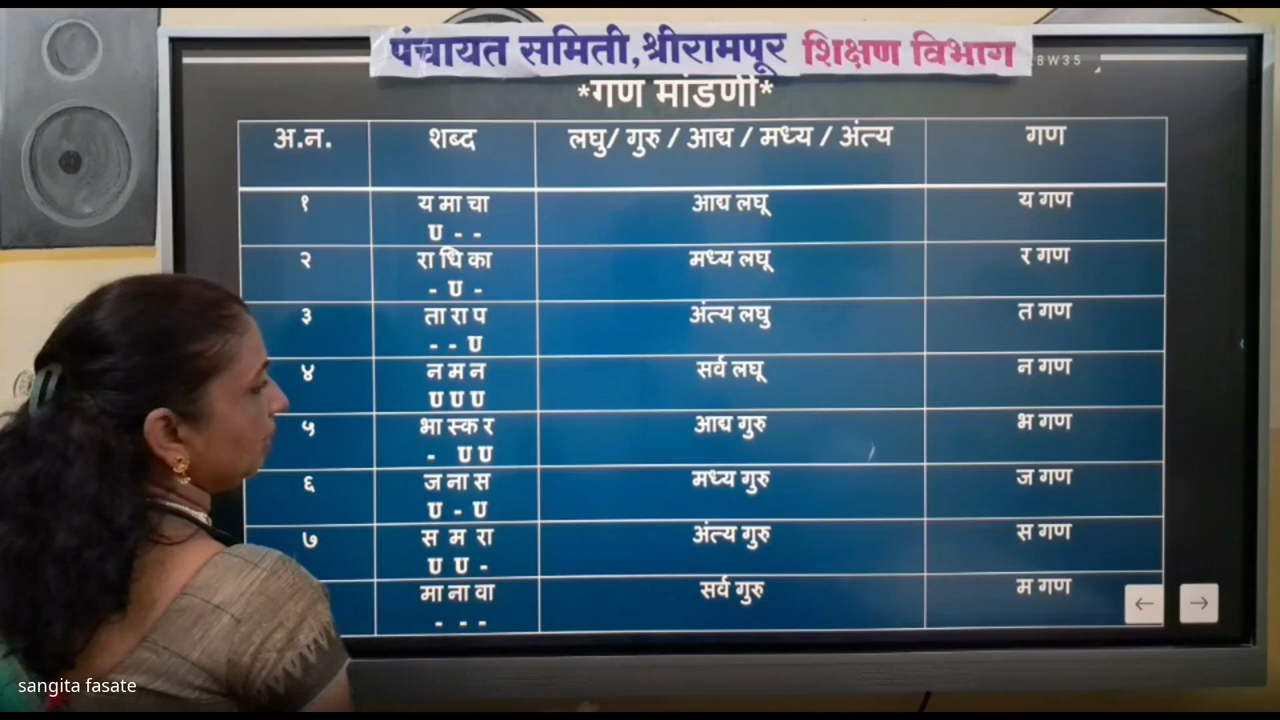 पंचायत समिती,श्रीरामपूर शिक्षण विभाग
8W35
*गण मांडणी*
अ.न. शब्द लघु/ गुरु / आद्य / मध्य / अंत्य गण
१ य मा चा आद्य लघू य गण
U - -
२ रा धि का मध्य लघू र गण
- U -
३ ता रा प अंत्य लघु त गण
- - U
४ न म न सर्व लघू न गण
U U U
५ भा स्क र आद्य गुरु भ गण
- U U
६ ज ना स मध्य गुरु ज गण
U - U
७ स म रा अंत्य गुरु स गण
U U -
मा ना वा सर्व गुरु म गण
- - -
sangita fasate